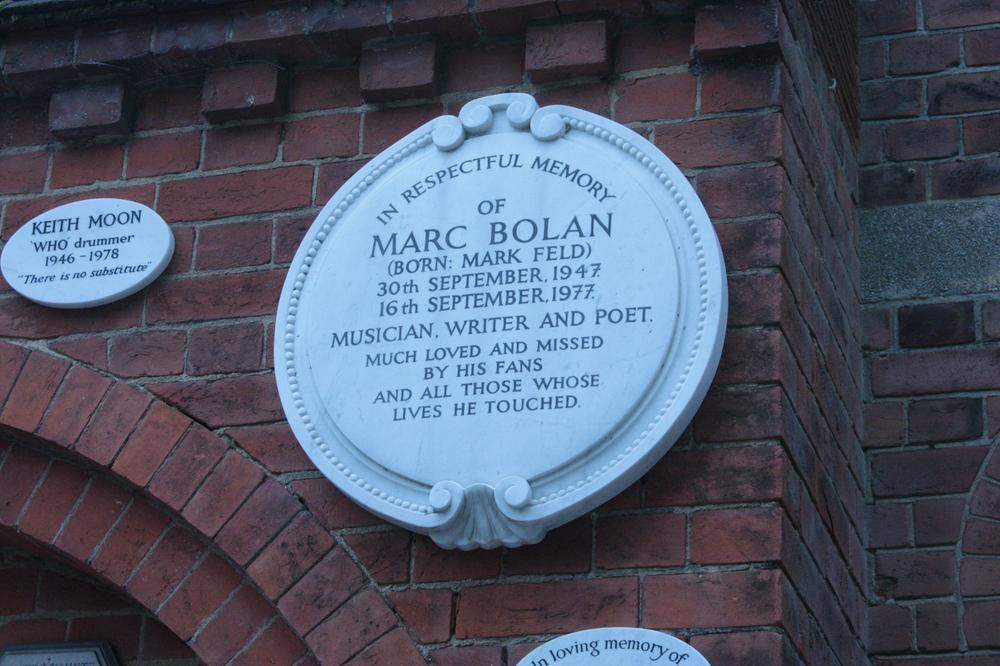 KEITH MOON
'WHO' drummer
1946 - 1978
"There is no substitute"
IN RESPECTFUL MEMORY
OF
MARC BOLAN
(BORN: MARK FELD)
30th SEPTEMBER, 1947.
16th SEPTEMBER, 1977.
MUSICIAN, WRITER AND POET.
MUCH LOVED AND MISSED
BY HIS FANS
AND ALL THOSE WHOSE
LIVES HE TOUCHED.
In loving memory of